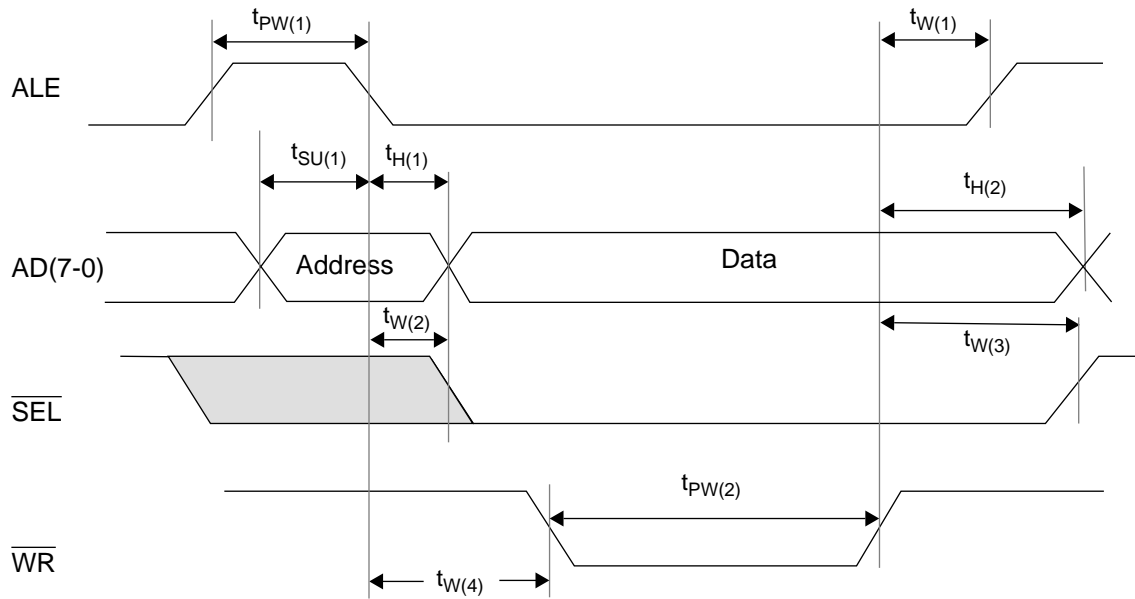 tPW(1)
tW(1)
ALE
tSU(1)
tH(1)
tH(2)
AD(7-0)
Address
Data
tW(2)
tW(3)
SEL
tPW(2)
WR
tW(4)